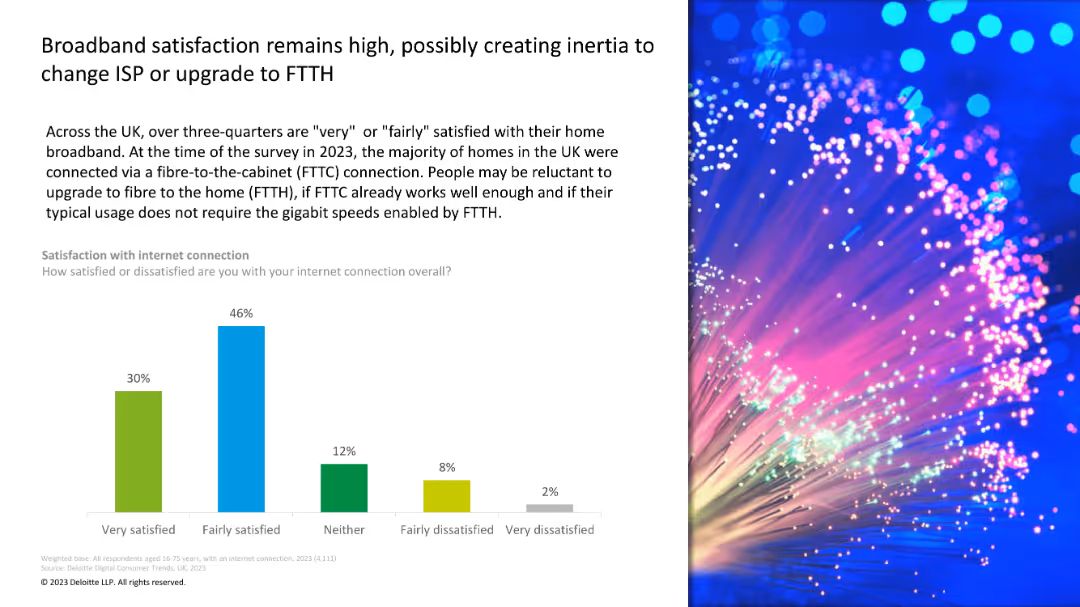 Broadband satisfaction remains high, possibly creating inertia to
change ISP or upgrade to FTTH
Across the UK, over three-quarters are "very" or "fairly" satisfied with their home
broadband. At the time of the survey in 2023, the majority of homes in the UK were
connected via a fibre-to-the-cabinet (FTTC) connection. People may be reluctant to
upgrade to fibre to the home (FTTH), if FTTC already works well enough and if their
typical usage does not require the gigabit speeds enabled by FTTH.
Satisfaction with internet connection
How satisfied or dissatisfied are you with your internet connection overall?
30%
46%
12%
8%
2%
Very satisfied
Fairly satisfied
Neither
Fairly dissatisfied
Very dissatisfied
Weighted base: All respondents aged 16-75 years, with an internet connection, 2023 (4,111)
Source: Deloitte Digital Consumer Trends, UK, 2023
© 2023 Deloitte LLP. All rights reserved.